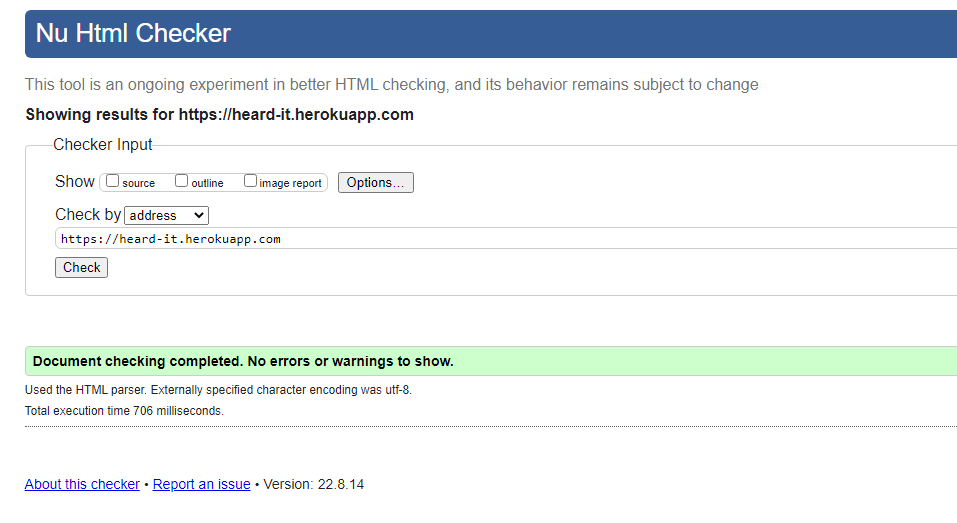 Nu Html Checker
This tool is an ongoing experiment in better HTML checking, and its behavior remains subject to change
Showing results for https://heard-it.herokuapp.com
Checker Input
Show source outline image report Options...
Check by address
https://heard-it.herokuapp.com
Check
Document checking completed. No errors or warnings to show.
Used the HTML parser. Externally specified character encoding was utf-8.
Total execution time 706 milliseconds.
About this checker • Report an issue • Version: 22.8.14